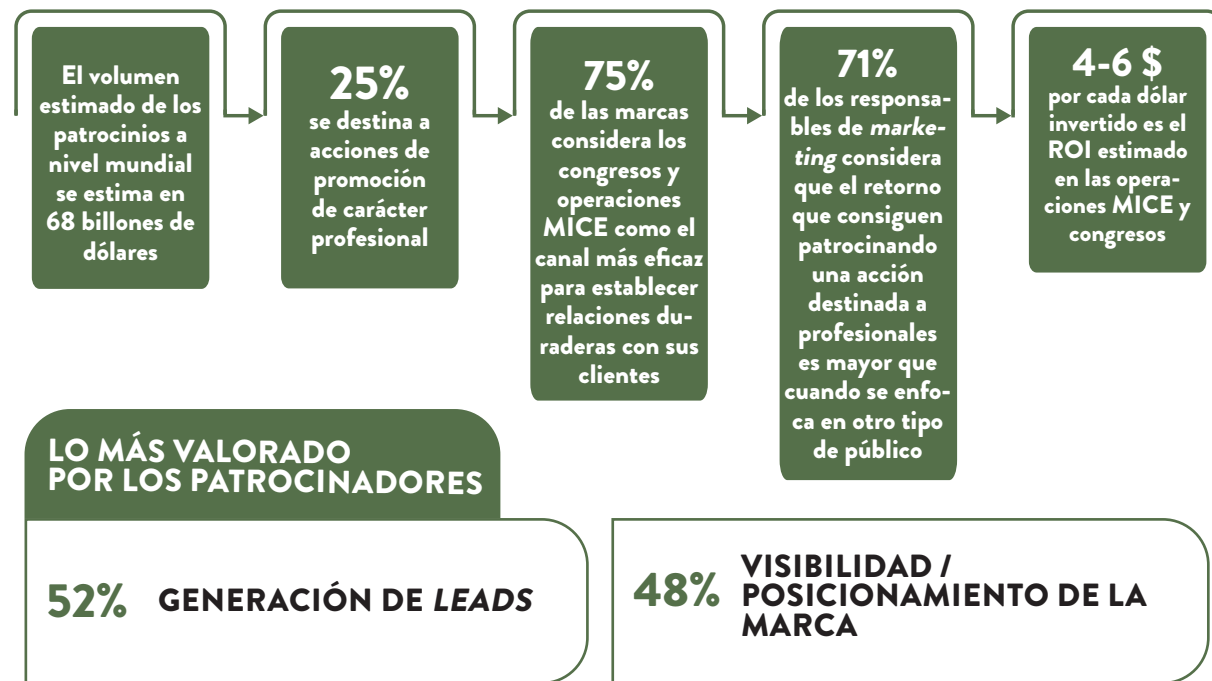 El volumen
estimado de los
patrocinios a
nivel mundial
se estima en
68 billones de
dólares
25%
se destina a
acciones de
promoción
de carácter
profesional
75%
de las marcas
considera los
congresos y
operaciones
MICE como el
canal más eficaz
para establecer
relaciones du-
raderas con sus
clientes
71%
de los responsa-
bles de marke-
ting considera
que el retorno
que consiguen
patrocinando
una acción
destinada a
profesionales
es mayor que
cuando se enfo-
ca en otro tipo
de público
4-6 $
por cada dólar
invertido es el
ROI estimado
en las opera-
ciones MICE y
congresos
LO MÁS VALORADO
POR LOS PATROCINADORES
52% GENERACIÓN DE LEADS
48% VISIBILIDAD /
POSICIONAMIENTO DE LA
MARCA